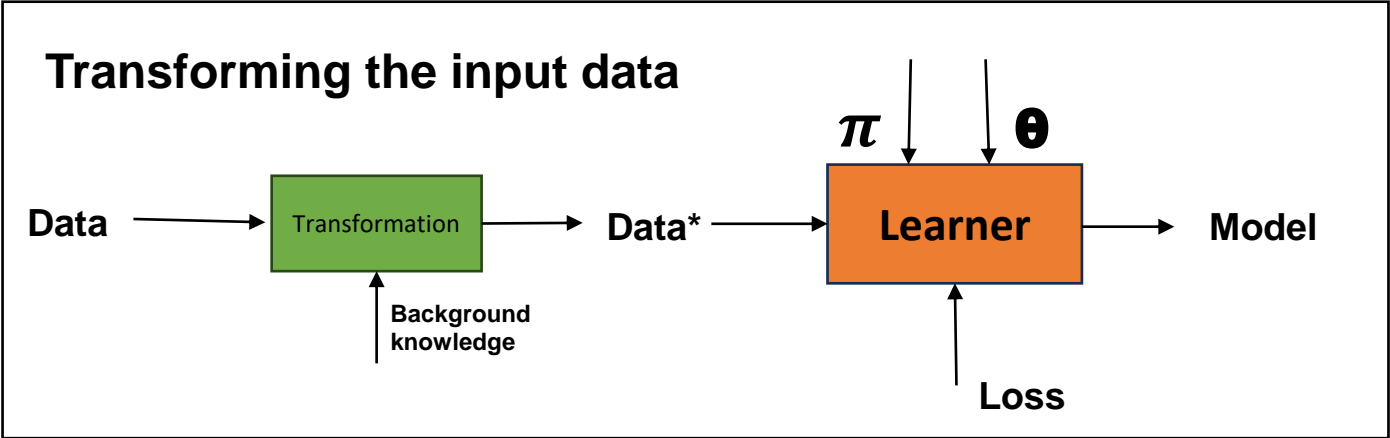 Transforming the input data
π
θ
Data
Transformation
Data*
Learner
Model
Background
knowledge
Loss